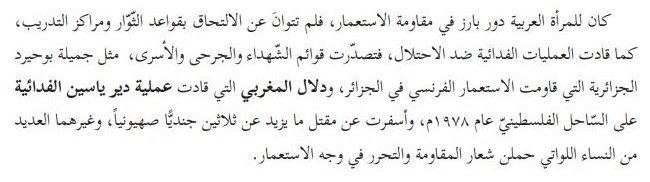 كان للمرأة العربية دور بارز في مقاومة الاستعمار، فلم تتوانَ عن الالتحاق بقواعد الثّوّار ومراكز التدريب،
كما قادت العمليات الفدائية ضد الاحتلال، فتصدّرت قوائم الشّهداء والجرحى والأسرى، مثل جميلة بوحيرد
الجزائرية التي قاومت الاستعمار الفرنسي في الجزائر، ودلال المغربي التي قادت عملية دير ياسين الفدائية
على السّاحل الفلسطينيّ عام ١٩٧٨م، وأسفرت عن مقتل ما يزيد عن ثلاثين جنديًّا صهيونياً، وغيرهما العديد
من النساء اللواتي حملن شعار المقاومة والتحرر في وجه الاستعمار.